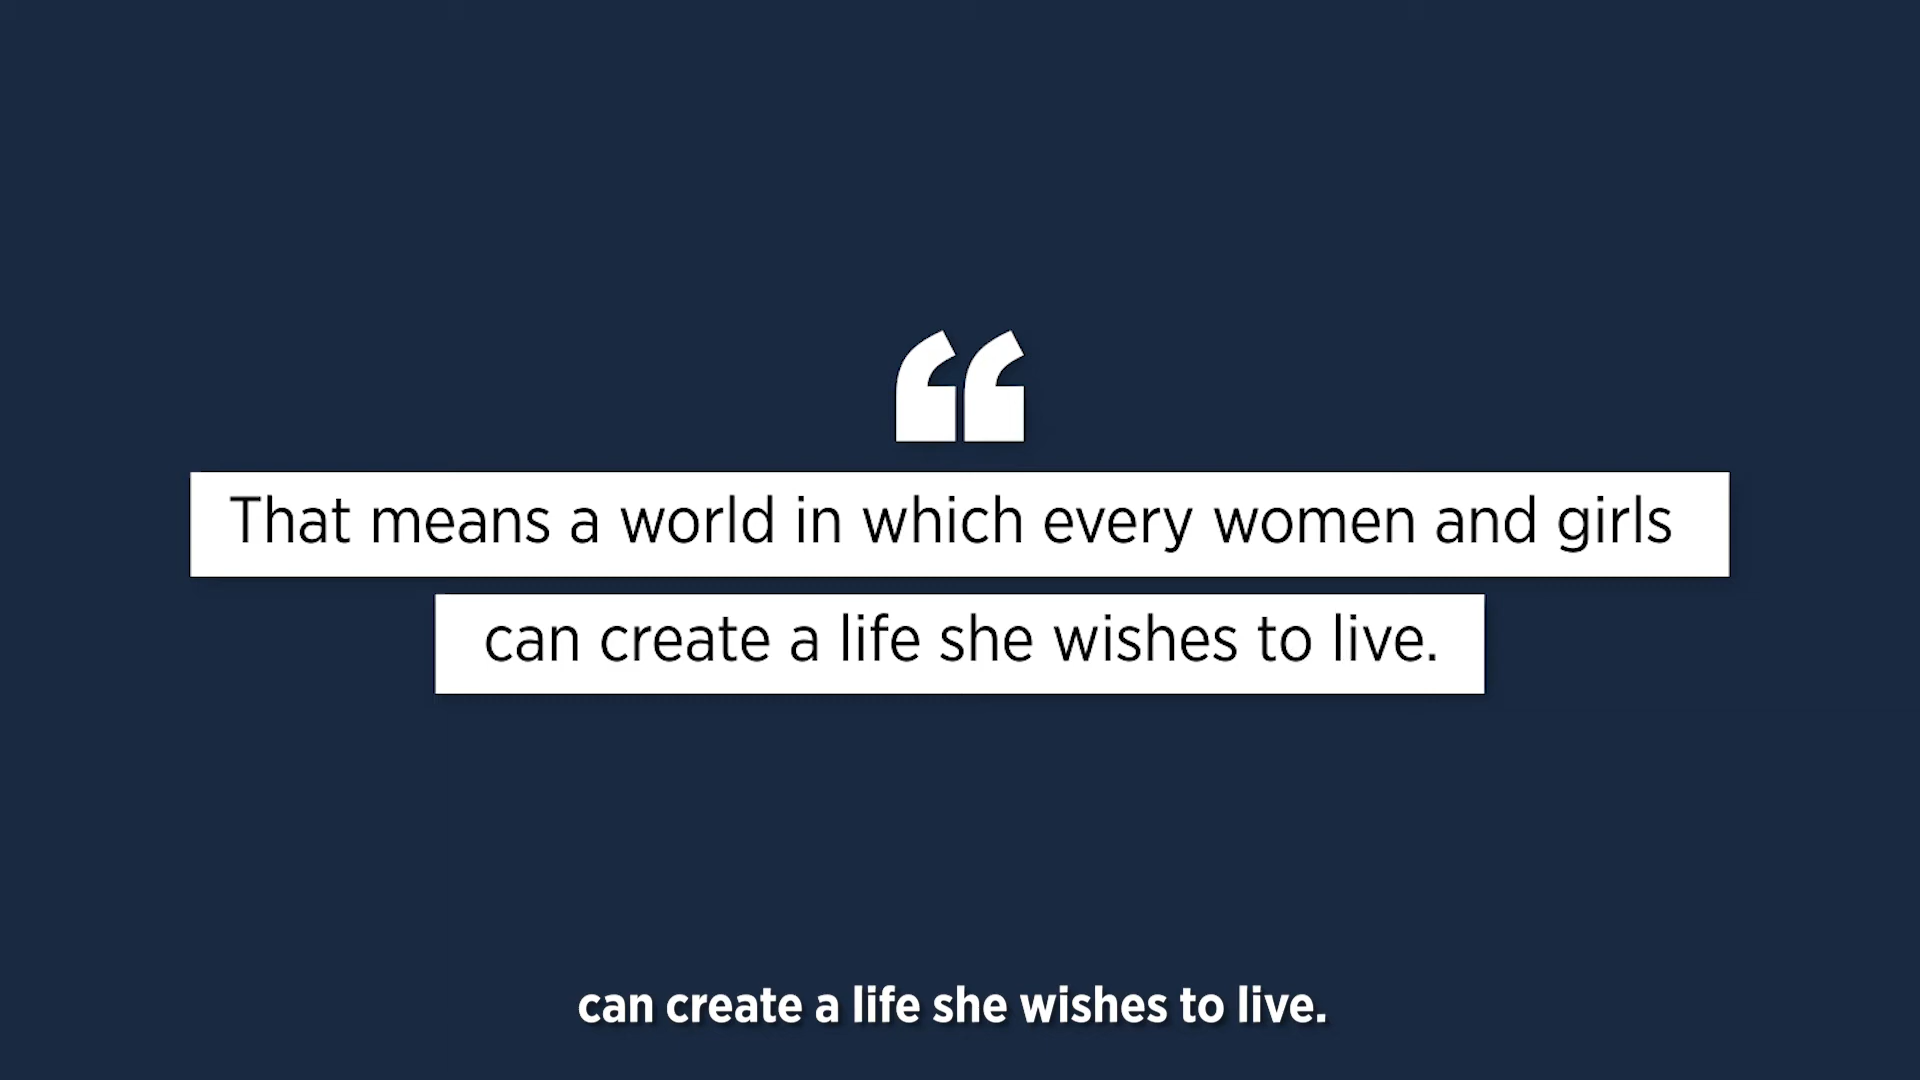 “
That means a world in which every women and girls
can create a life she wishes to live.
can create a life she wishes to live.